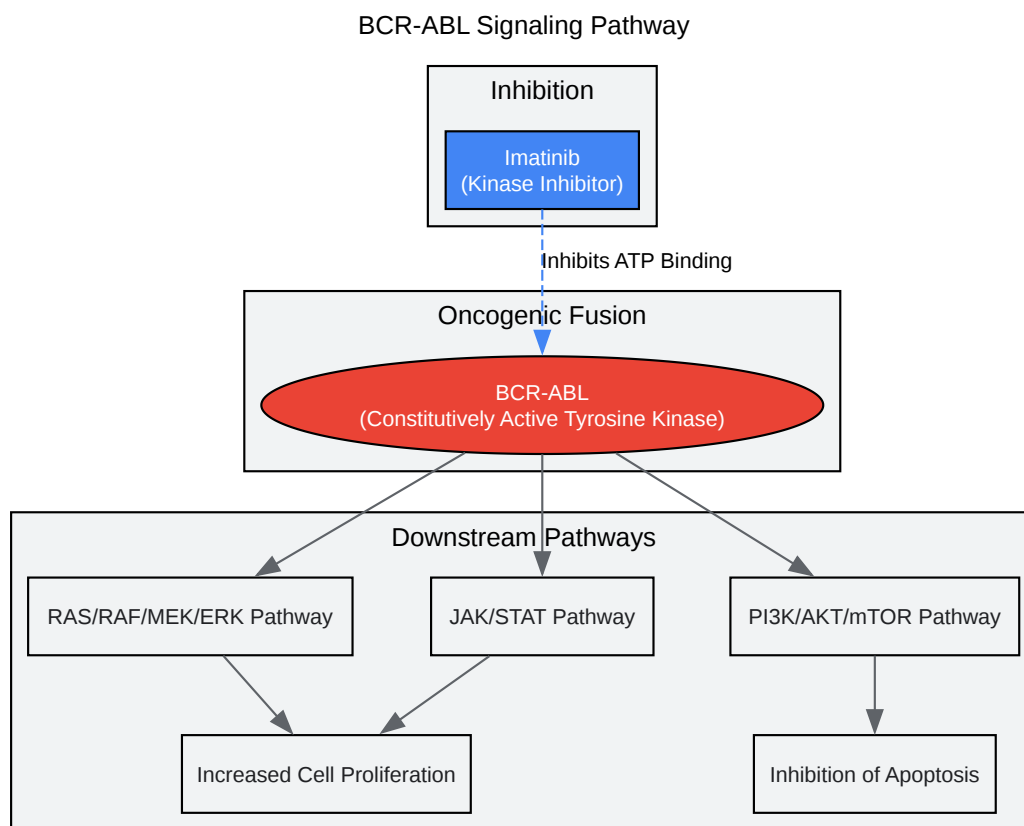 BCR-ABL Signaling Pathway
Inhibition
Imatinib
(Kinase Inhibitor)
Inhibits ATP Binding
Oncogenic Fusion
BCR-ABL
(Constitutively Active Tyrosine Kinase)
Downstream Pathways
RAS/RAF/MEK/ERK Pathway
JAK/STAT Pathway
PI3K/AKT/mTOR Pathway
Increased Cell Proliferation
Inhibition of Apoptosis